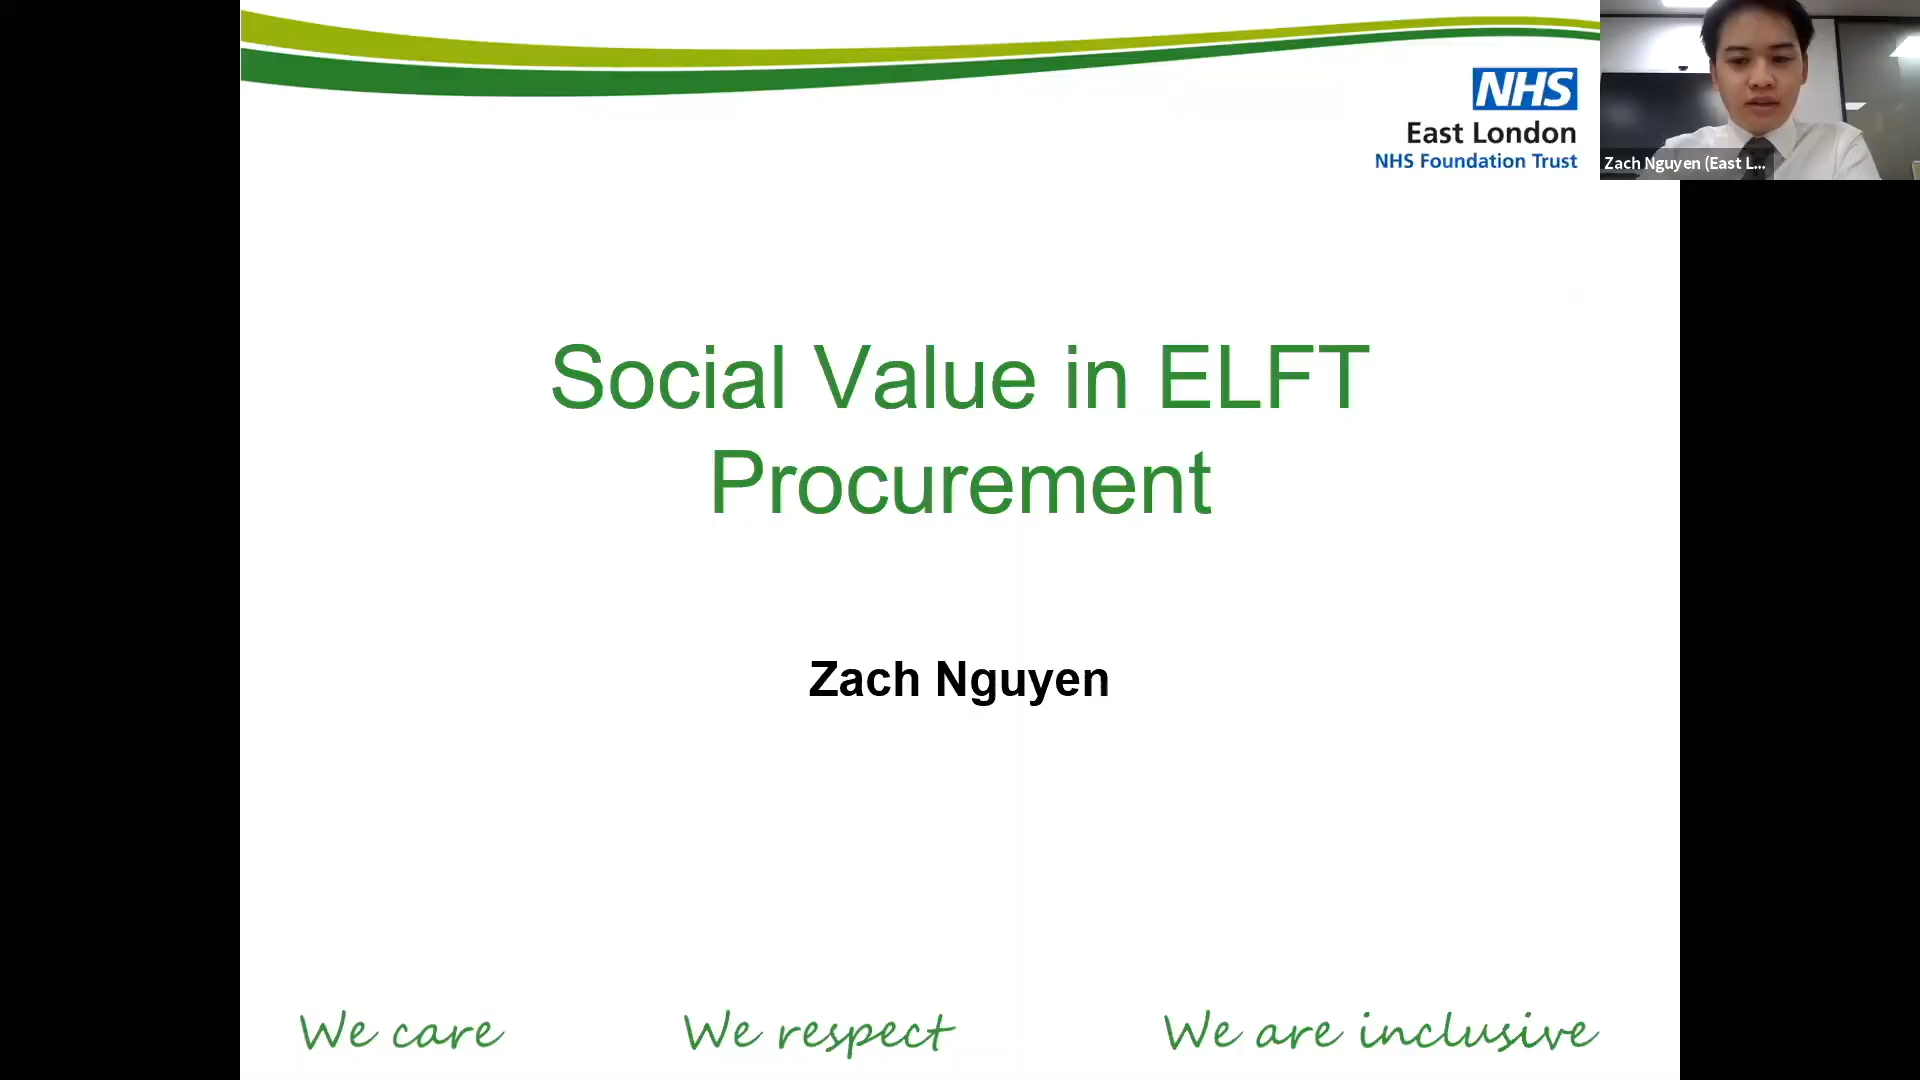 NHS
East London
NHS Foundation Trust
Zach Nguyen (East L...
Social Value in ELFT
Procurement
Zach Nguyen
We care
We respect
We are inclusive